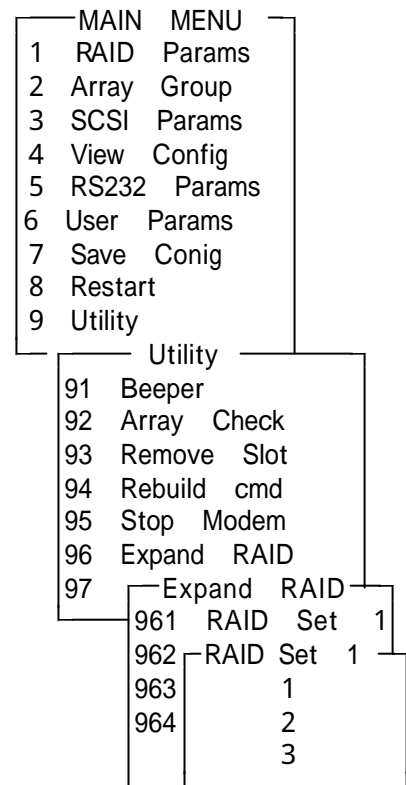 MAIN MENU
1 RAID Params
2 Array Group
3 SCSI Params
4 View Config
5 RS232 Params
6 User Params
7 Save Conig
8 Restart
9 Utility
Utility
91 Beeper
92 Array Check
93 Remove Slot
94 Rebuild cmd
95 Stop Modem
96 Expand RAID
97 Expand RAID
961 RAID Set 1
962 RAID Set 1
963 1
964 2
3